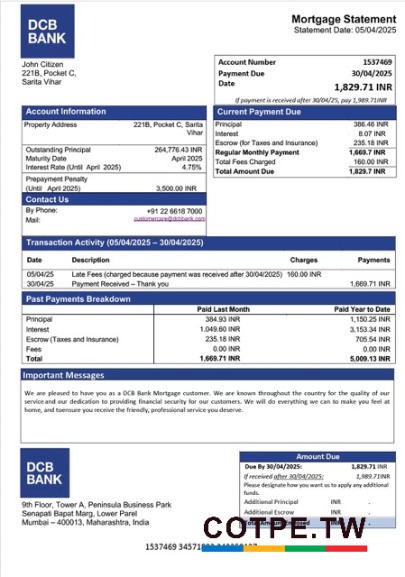 DCB
BANK
Mortgage Statement
Statement Date: 05/04/2025
John Citizen
221B, Pocket C,
Sarita Vihar
Account Number 1537469
Payment Due 30/04/2025
Date
1,829.71 INR
If payment is received after 30/04/25, pay 1,989.71INR
Account Information
Property Address 221B, Pocket C, Sarita
Vihar
Outstanding Principal 264,776.43 INR
Maturity Date April 2025
Interest Rate (Until April 2025) 4.75%
Prepayment Penalty
(Until April 2025) 3,500.00 INR
Contact Us
By Phone: +91 22 6618 7000
Mail: customercare@dcbbank.com
Current Payment Due
Principal 386.46 INR
Interest 8.07 INR
Escrow (for Taxes and Insurance) 235.18 INR
Regular Monthly Payment 1,669.7 INR
Total Fees Charged 160.00 INR
Total Amount Due 1,829.7 INR
Transaction Activity (05/04/2025 – 30/04/2025)
Date Description Charges Payments
05/04/25 Late Fees (charged because payment was received after 30/04/2025) 160.00 INR
30/04/25 Payment Received – Thank you 1,669.71 INR
Past Payments Breakdown
Paid Last Month Paid Year to Date
Principal 384.93 INR 1,150.25 INR
Interest 1,049.60 INR 3,153.34 INR
Escrow (Taxes and Insurance) 235.18 INR 705.54 INR
Fees 0.00 INR 0.00 INR
Total 1,669.71 INR 5,009.13 INR
Important Messages
We are pleased to have you as a DCB Bank Mortgage customer. We are known throughout the country for the quality of our
service and our dedication to providing financial security for our customers. We will do everything we can to make you feel at
home, and toensure you receive the friendly, professional service you deserve.
DCB
BANK
9th Floor, Tower A, Peninsula Business Park
Senapati Bapat Marg, Lower Parel
Mumbai – 400013, Maharashtra, India
Amount Due
Due By 30/04/2025: 1,829.71 INR
If received after 30/04/2025: 1,989.71INR
Please designate how you want us to apply any additional
funds.
Additional Principal INR .
Additional Escrow INR .
Total Amount INR .
COTPE.TW
1537469 34571